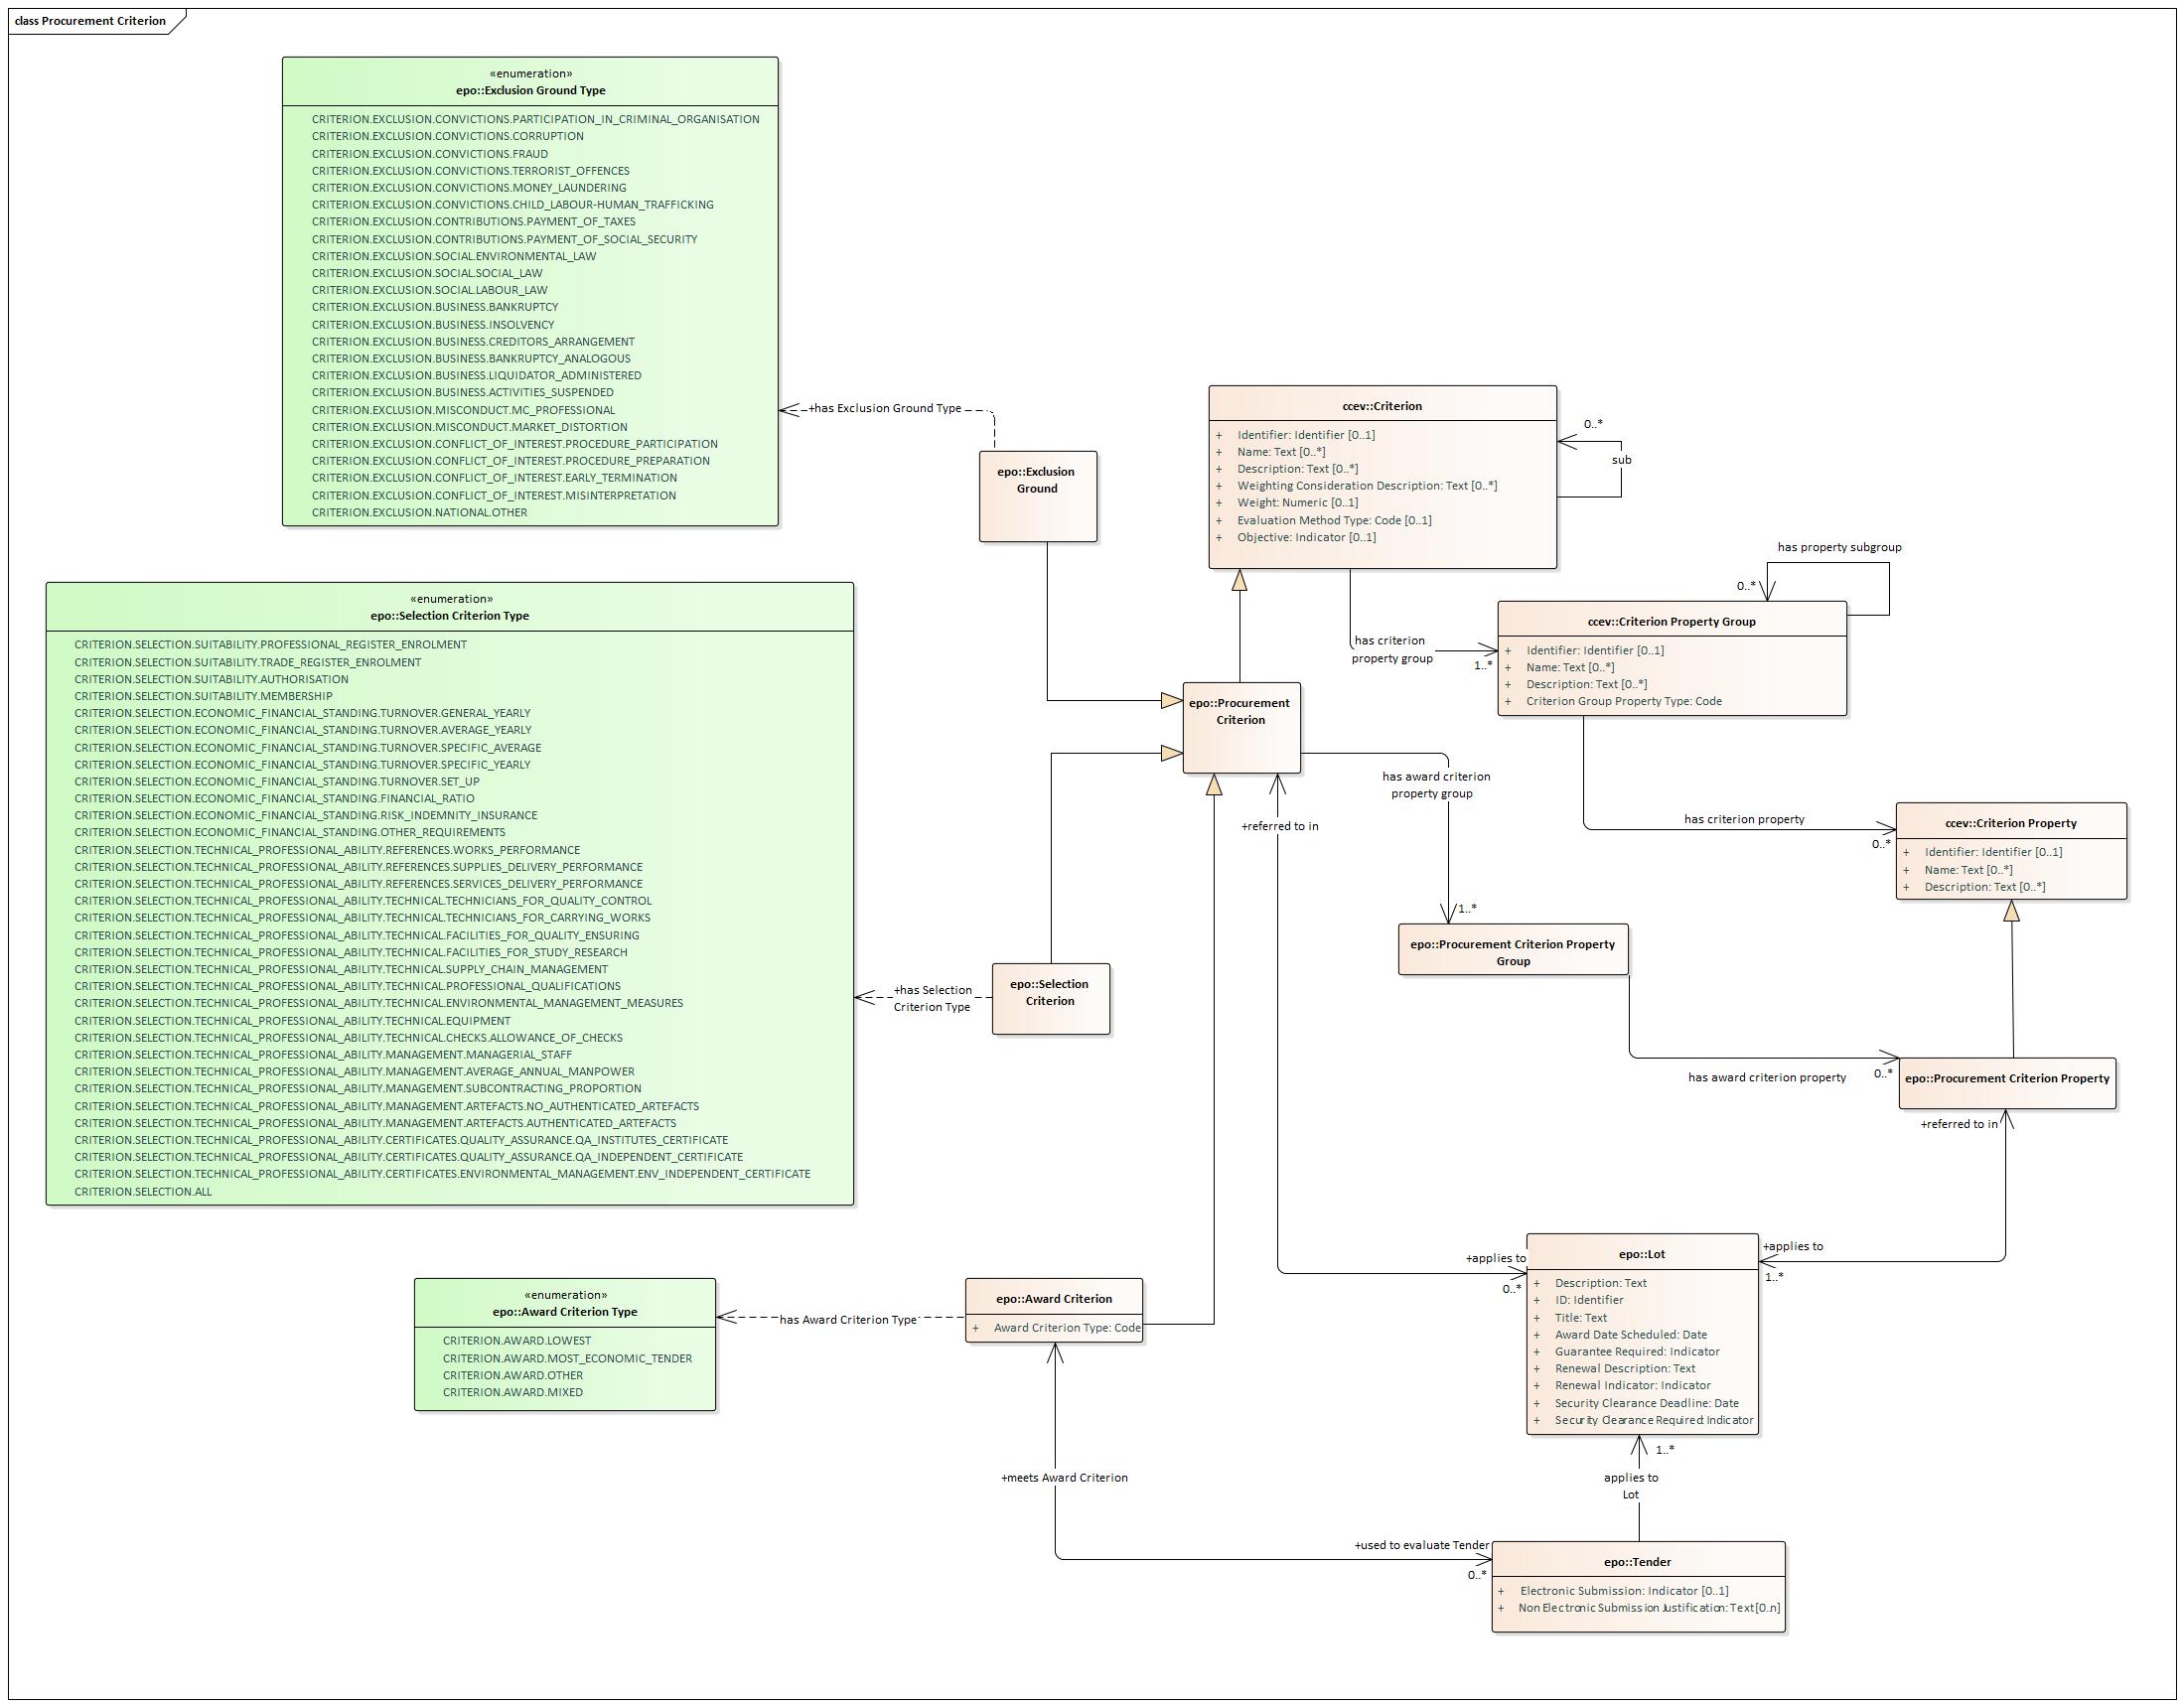 class Procurement Criterion
«enumeration»
epo::Exclusion Ground Type
CRITERION.EXCLUSION.CONVICTIONS.PARTICIPATION_IN_CRIMINAL_ORGANISATION
CRITERION.EXCLUSION.CONVICTIONS.CORRUPTION
CRITERION.EXCLUSION.CONVICTIONS.FRAUD
CRITERION.EXCLUSION.CONVICTIONS.TERRORIST_OFFENCES
CRITERION.EXCLUSION.CONVICTIONS.MONEY_LAUNDERING
CRITERION.EXCLUSION.CONVICTIONS.CHILD_LABOUR-HUMAN_TRAFFICKING
CRITERION.EXCLUSION.CONTRIBUTIONS.PAYMENT_OF_TAXES
CRITERION.EXCLUSION.CONTRIBUTIONS.PAYMENT_OF_SOCIAL_SECURITY
CRITERION.EXCLUSION.SOCIAL.ENVIRONMENTAL_LAW
CRITERION.EXCLUSION.SOCIAL.SOCIAL_LAW
CRITERION.EXCLUSION.SOCIAL.LABOUR_LAW
CRITERION.EXCLUSION.BUSINESS.BANKRUPTCY
CRITERION.EXCLUSION.BUSINESS.INSOLVENCY
CRITERION.EXCLUSION.BUSINESS.CREDITORS_ARRANGEMENT
CRITERION.EXCLUSION.BUSINESS.BANKRUPTCY_ANALOGOUS
CRITERION.EXCLUSION.BUSINESS.LIQUIDATOR_ADMINISTERED
CRITERION.EXCLUSION.BUSINESS.ACTIVITIES_SUSPENDED
CRITERION.EXCLUSION.MISCONDUCT.MC_PROFESSIONAL
CRITERION.EXCLUSION.MISCONDUCT.MARKET_DISTORTION
CRITERION.EXCLUSION.CONFLICT_OF_INTEREST.PROCEDURE_PARTICIPATION
CRITERION.EXCLUSION.CONFLICT_OF_INTEREST.PROCEDURE_PREPARATION
CRITERION.EXCLUSION.CONFLICT_OF_INTEREST.EARLY_TERMINATION
CRITERION.EXCLUSION.CONFLICT_OF_INTEREST.MISINTERPRETATION
CRITERION.EXCLUSION.NATIONAL.OTHER
+has Exclusion Ground Type
epo::Exclusion
Ground
ccev::Criterion
+ Identifier: Identifier [0..1]
+ Name: Text [0..*]
+ Description: Text [0..*]
+ Weighting Consideration Description: Text [0..*]
+ Weight: Numeric [0..1]
+ Evaluation Method Type: Code [0..1]
+ Objective: Indicator [0..1]
0..*
sub
has property subgroup
0..*
has criterion
property group
1..*
ccev::Criterion Property Group
+ Identifier: Identifier [0..1]
+ Name: Text [0..*]
+ Description: Text [0..*]
+ Criterion Group Property Type: Code
«enumeration»
epo::Selection Criterion Type
CRITERION.SELECTION.SUITABILITY.PROFESSIONAL_REGISTER_ENROLMENT
CRITERION.SELECTION.SUITABILITY.TRADE_REGISTER_ENROLMENT
CRITERION.SELECTION.SUITABILITY.AUTHORISATION
CRITERION.SELECTION.SUITABILITY.MEMBERSHIP
CRITERION.SELECTION.ECONOMIC_FINANCIAL_STANDING.TURNOVER.GENERAL_YEARLY
CRITERION.SELECTION.ECONOMIC_FINANCIAL_STANDING.TURNOVER.AVERAGE_YEARLY
CRITERION.SELECTION.ECONOMIC_FINANCIAL_STANDING.TURNOVER.SPECIFIC_AVERAGE
CRITERION.SELECTION.ECONOMIC_FINANCIAL_STANDING.TURNOVER.SPECIFIC_YEARLY
CRITERION.SELECTION.ECONOMIC_FINANCIAL_STANDING.TURNOVER.SET_UP
CRITERION.SELECTION.ECONOMIC_FINANCIAL_STANDING.FINANCIAL_RATIO
CRITERION.SELECTION.ECONOMIC_FINANCIAL_STANDING.RISK_INDEMNITY_INSURANCE
CRITERION.SELECTION.ECONOMIC_FINANCIAL_STANDING.OTHER_REQUIREMENTS
CRITERION.SELECTION.TECHNICAL_PROFESSIONAL_ABILITY.REFERENCES.WORKS_PERFORMANCE
CRITERION.SELECTION.TECHNICAL_PROFESSIONAL_ABILITY.REFERENCES.SUPPLIES_DELIVERY_PERFORMANCE
CRITERION.SELECTION.TECHNICAL_PROFESSIONAL_ABILITY.REFERENCES.SERVICES_DELIVERY_PERFORMANCE
CRITERION.SELECTION.TECHNICAL_PROFESSIONAL_ABILITY.TECHNICAL.TECHNICIANS_FOR_QUALITY_CONTROL
CRITERION.SELECTION.TECHNICAL_PROFESSIONAL_ABILITY.TECHNICAL.TECHNICIANS_FOR_CARRYING_WORKS
CRITERION.SELECTION.TECHNICAL_PROFESSIONAL_ABILITY.TECHNICAL.FACILITIES_FOR_QUALITY_ENSURING
CRITERION.SELECTION.TECHNICAL_PROFESSIONAL_ABILITY.TECHNICAL.FACILITIES_FOR_STUDY_RESEARCH
CRITERION.SELECTION.TECHNICAL_PROFESSIONAL_ABILITY.TECHNICAL.SUPPLY_CHAIN_MANAGEMENT
CRITERION.SELECTION.TECHNICAL_PROFESSIONAL_ABILITY.TECHNICAL.PROFESSIONAL_QUALIFICATIONS
CRITERION.SELECTION.TECHNICAL_PROFESSIONAL_ABILITY.TECHNICAL.ENVIRONMENTAL_MANAGEMENT_MEASURES
CRITERION.SELECTION.TECHNICAL_PROFESSIONAL_ABILITY.TECHNICAL.EQUIPMENT
CRITERION.SELECTION.TECHNICAL_PROFESSIONAL_ABILITY.TECHNICAL.CHECKS.ALLOWANCE_OF_CHECKS
CRITERION.SELECTION.TECHNICAL_PROFESSIONAL_ABILITY.MANAGEMENT.MANAGERIAL_STAFF
CRITERION.SELECTION.TECHNICAL_PROFESSIONAL_ABILITY.MANAGEMENT.AVERAGE_ANNUAL_MANPOWER
CRITERION.SELECTION.TECHNICAL_PROFESSIONAL_ABILITY.MANAGEMENT.SUBCONTRACTING_PROPORTION
CRITERION.SELECTION.TECHNICAL_PROFESSIONAL_ABILITY.MANAGEMENT.ARTEFACTS.NO_AUTHENTICATED_ARTEFACTS
CRITERION.SELECTION.TECHNICAL_PROFESSIONAL_ABILITY.MANAGEMENT.ARTEFACTS.AUTHENTICATED_ARTEFACTS
CRITERION.SELECTION.TECHNICAL_PROFESSIONAL_ABILITY.CERTIFICATES.QUALITY_ASSURANCE.QA_INSTITUTES_CERTIFICATE
CRITERION.SELECTION.TECHNICAL_PROFESSIONAL_ABILITY.CERTIFICATES.QUALITY_ASSURANCE.QA_INDEPENDENT_CERTIFICATE
CRITERION.SELECTION.TECHNICAL_PROFESSIONAL_ABILITY.CERTIFICATES.ENVIRONMENTAL_MANAGEMENT.ENV_INDEPENDENT_CERTIFICATE
CRITERION.SELECTION.ALL
epo::Procurement
Criterion
has award criterion
property group
1..*
+referred to in
has criterion property
0..*
ccev::Criterion Property
+ Identifier: Identifier [0..1]
+ Name: Text [0..*]
+ Description: Text [0..*]
epo::Procurement Criterion Property
Group
+has Selection
Criterion Type
epo::Selection
Criterion
has award criterion property
0..*
epo::Procurement Criterion Property
+referred to in
+applies to
0..*
+applies to
1..*
epo::Lot
+ Description: Text
+ ID: Identifier
+ Title: Text
+ Award Date Scheduled: Date
+ Guarantee Required: Indicator
+ Renewal Description: Text
+ Renewal Indicator: Indicator
+ Security Clearance Deadline: Date
+ Security Clearance Required: Indicator
«enumeration»
epo::Award Criterion Type
CRITERION.AWARD.LOWEST
CRITERION.AWARD.MOST_ECONOMIC_TENDER
CRITERION.AWARD.OTHER
CRITERION.AWARD.MIXED
has Award Criterion Type
epo::Award Criterion
+ Award Criterion Type: Code
1..*
applies to
Lot
+meets Award Criterion
+used to evaluate Tender
0..*
epo::Tender
+ Electronic Submission: Indicator [0..1]
+ Non Electronic Submission Justification: Text [0..n]